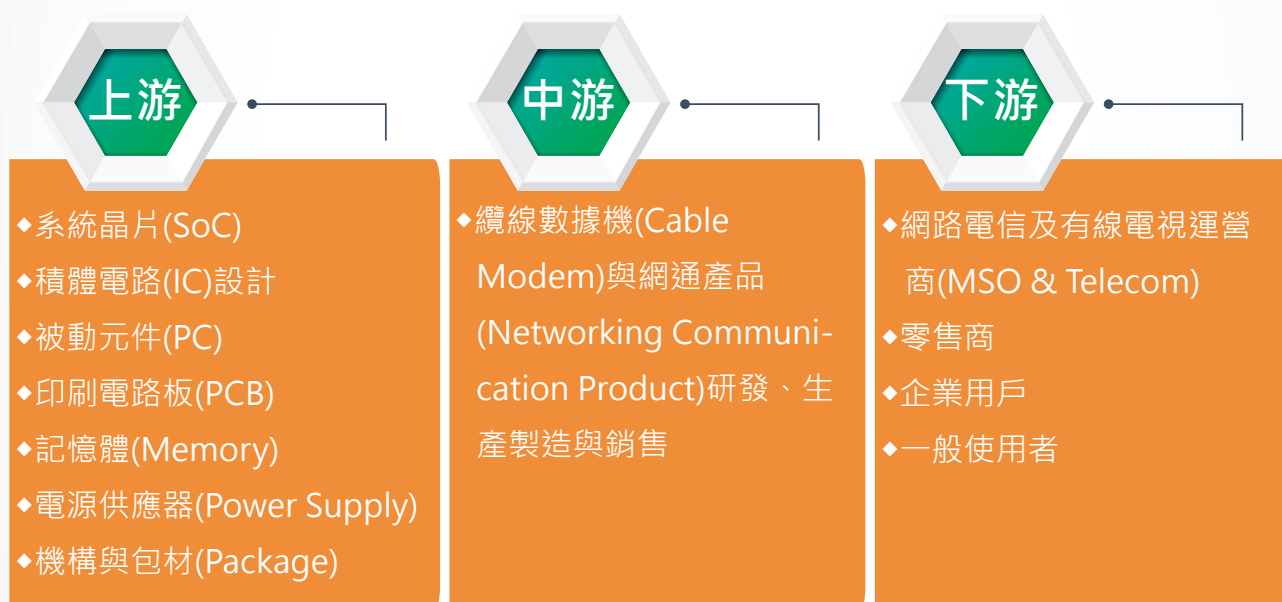 上游
◆系統晶片(SoC)
◆積體電路(IC)設計
◆被動元件(PC)
◆印刷電路板(PCB)
◆記憶體(Memory)
◆電源供應器(Power Supply)
◆機構與包材(Package)
中游
◆纜線數據機(Cable
Modem)與網通產品
(Networking Communi-
cation Product)研發、生
產製造與銷售
下游
◆網路電信及有線電視運營
商(MSO & Telecom)
◆零售商
◆企業用戶
◆一般使用者